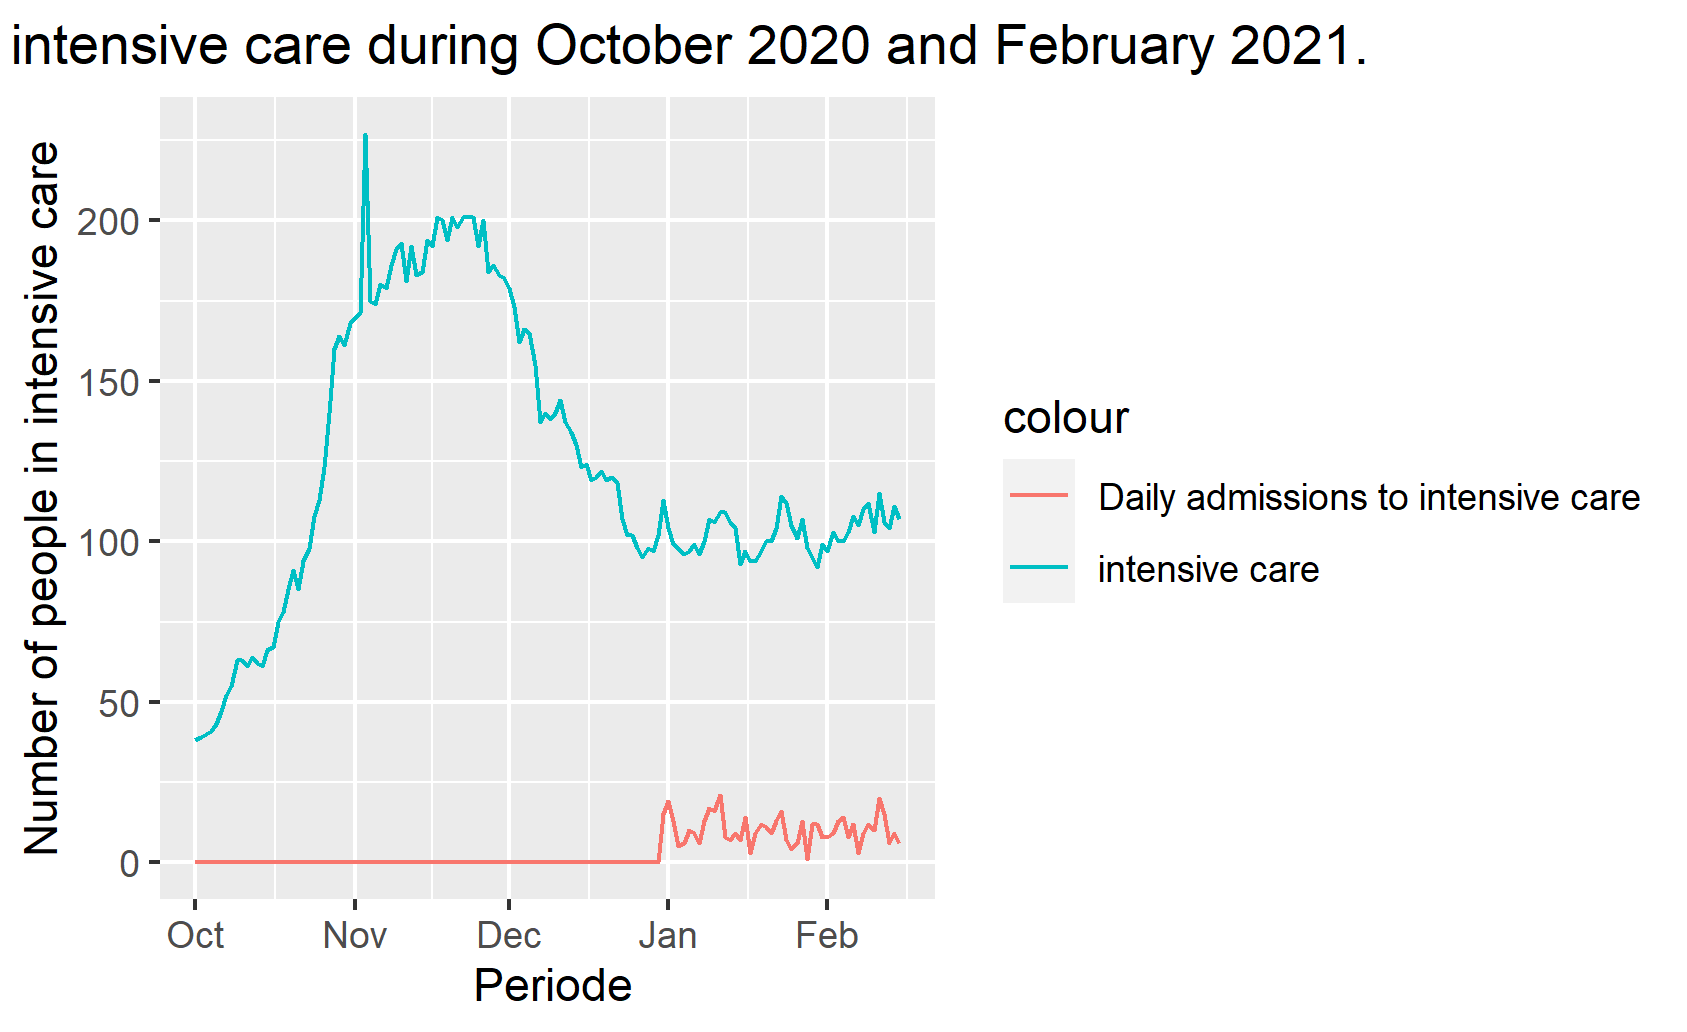 intensive care during October 2020 and February 2021.
Number of people in intensive care
200
150
100
50
0
Oct Nov Dec Jan Feb
Periode
colour
Daily admissions to intensive care
intensive care